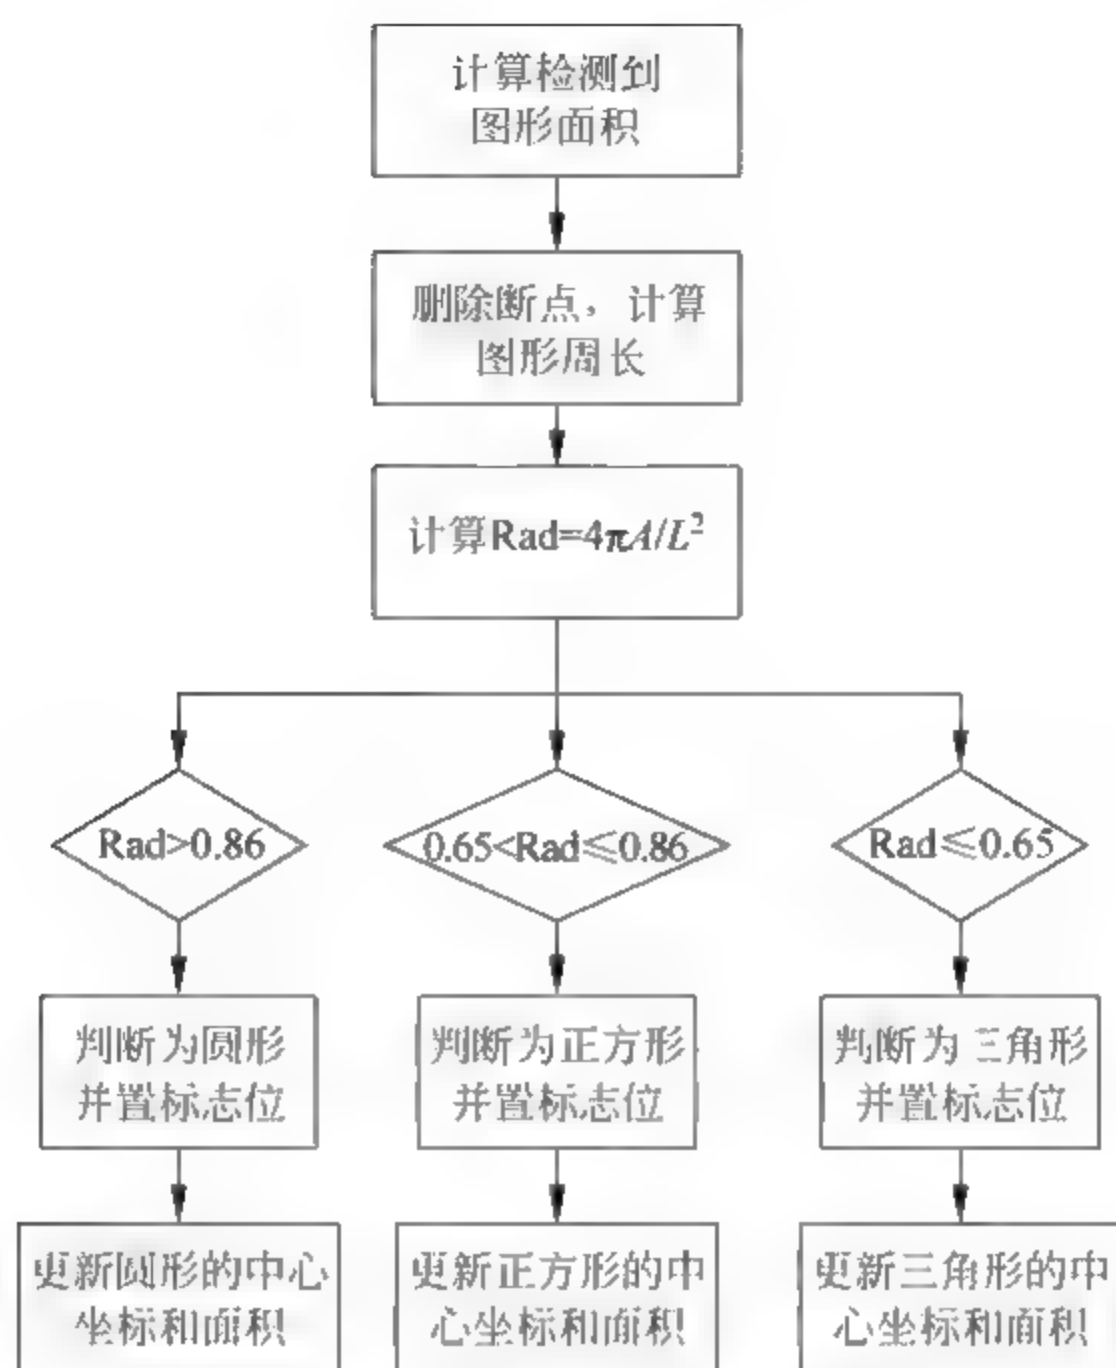 计算检测到
图形面积
删除断点，计算
图形周长
计算Rad=4πA/L²
Rad>0.86
0.65<Rad≤0.86
Rad≤0.65
判断为圆形
并置标志位
判断为正方形
并置标志位
判断为三角形
并置标志位
更新圆形的中心
坐标和面积
更新正方形的中
心坐标和面积
更新三角形的中
心坐标和面积